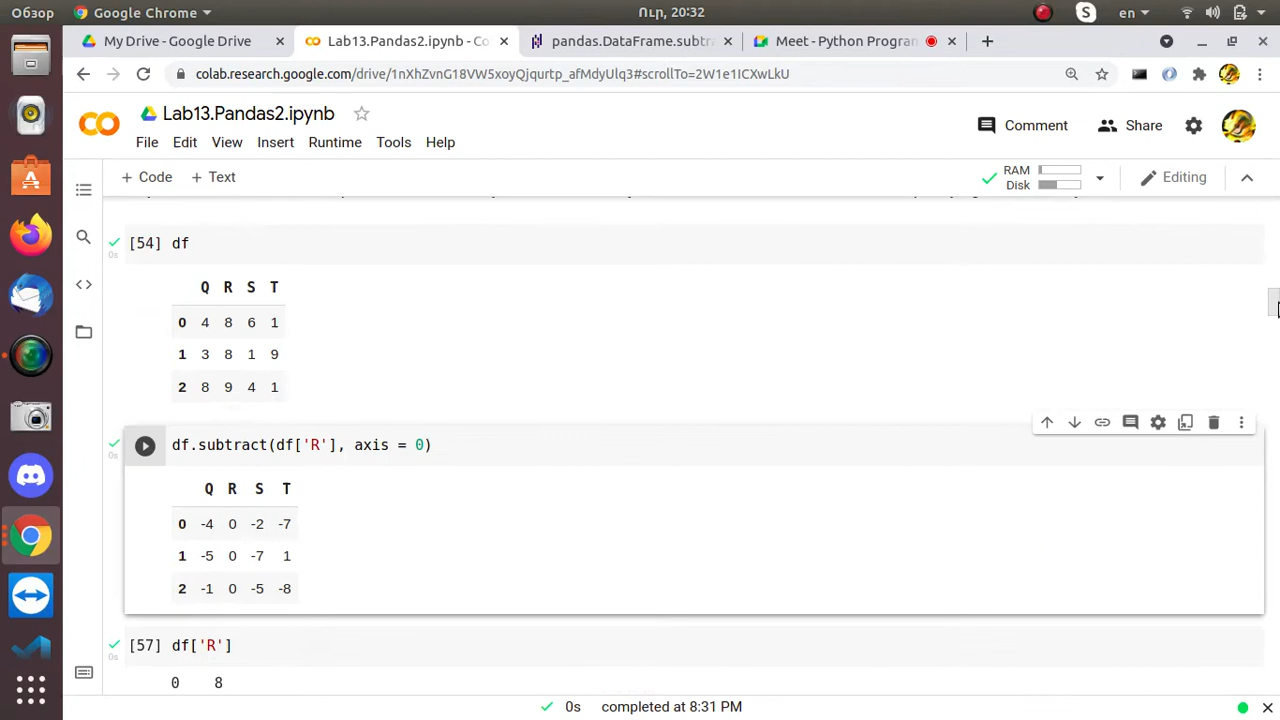 Обзор
Google Chrome
Ուր, 20:32
en
My Drive - Google Drive
Lab13.Pandas2.ipynb - Co
pandas.DataFrame.subtr
Meet - Python Progran
colab.research.google.com/drive/1nXhZvnG18VW5xoyQjqurtp_afMdyUlq3#scrollTo=2W1e1ICXwLkU
Lab13.Pandas2.ipynb
Comment
Share
File Edit View Insert Runtime Tools Help
+ Code + Text
RAM
Disk
Editing
[54] df
0s
Q R S T
0 4 8 6 1
1 3 8 1 9
2 8 9 4 1
df.subtract(df['R'], axis = 0)
0s
Q R S T
0 -4 0 -2 -7
1 -5 0 -7 1
2 -1 0 -5 -8
[57] df['R']
0s
0 8
0s completed at 8:31 PM